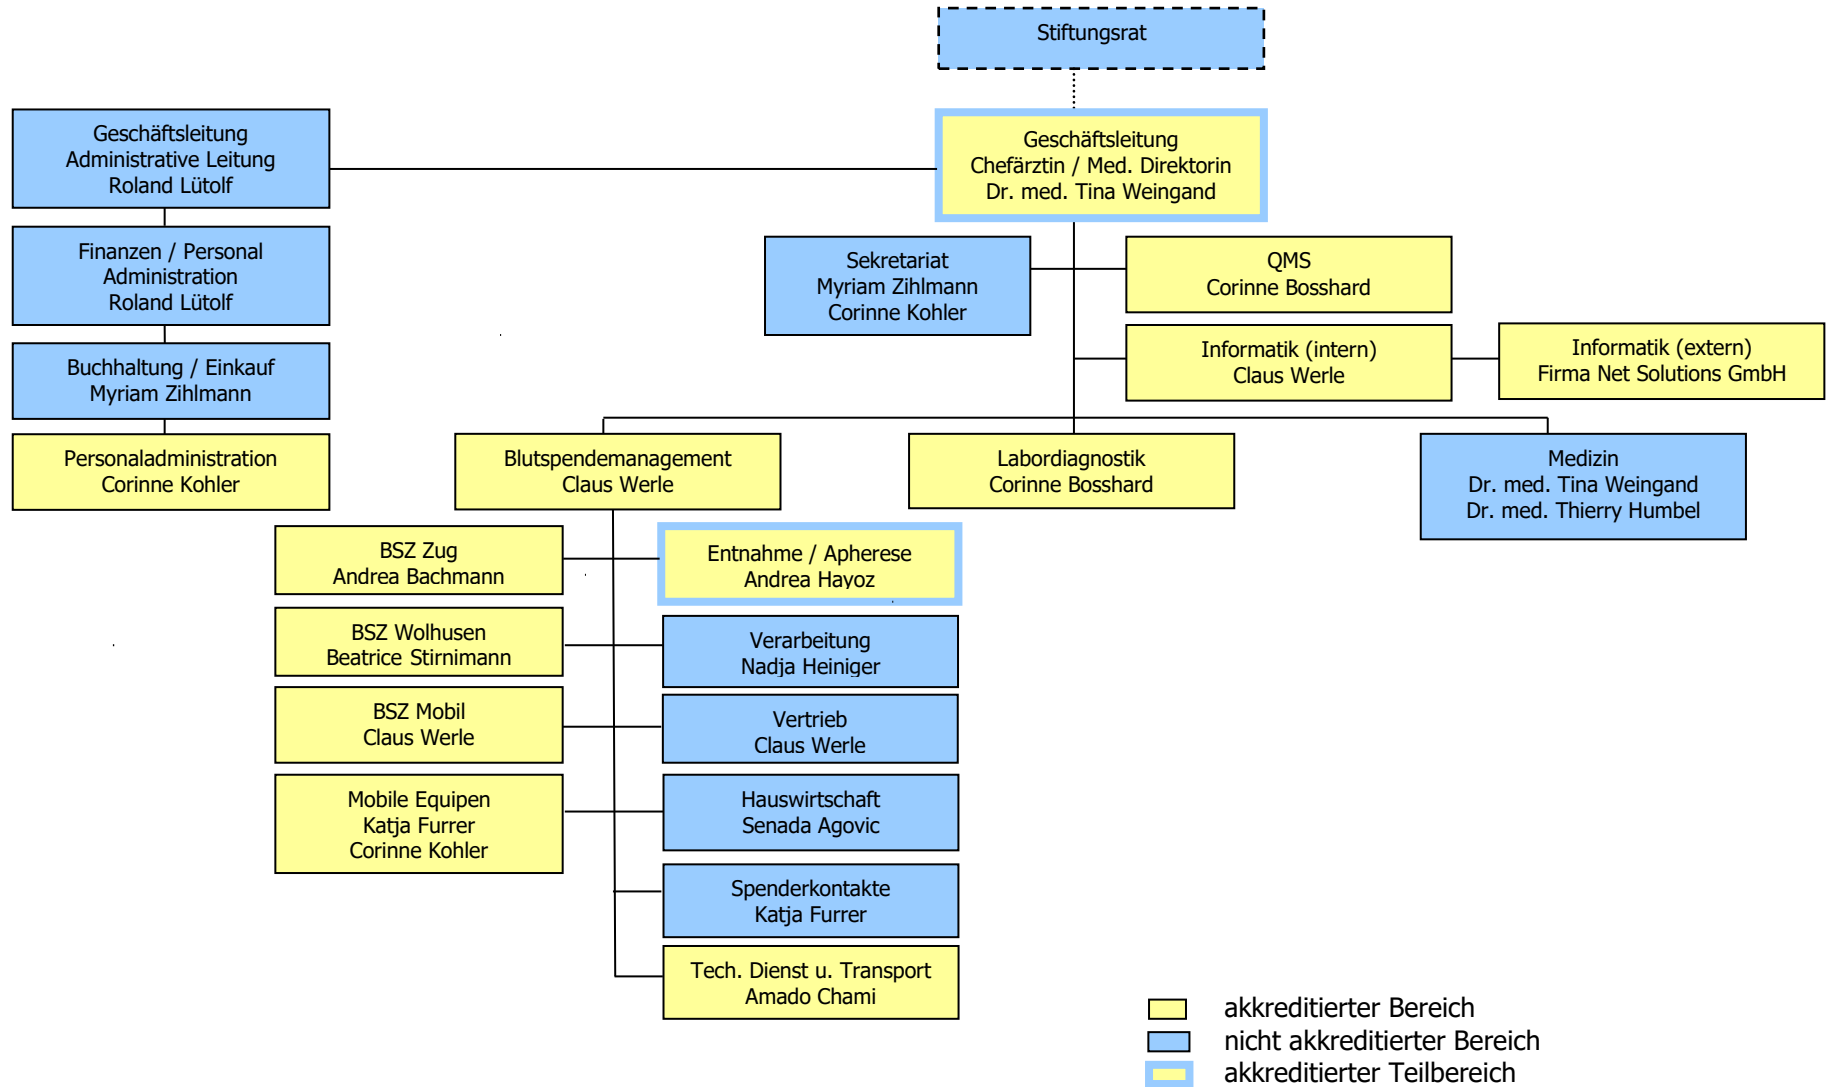 Stiftungsrat
Geschäftsleitung
Administrative Leitung
Roland Lütolf
Geschäftsleitung
Chefärztin / Med. Direktorin
Dr. med. Tina Weingand
Finanzen / Personal
Administration
Roland Lütolf
Sekretariat
Myriam Zihlmann
Corinne Kohler
QMS
Corinne Bosshard
Buchhaltung / Einkauf
Myriam Zihlmann
Informatik (intern)
Claus Werle
Informatik (extern)
Firma Net Solutions GmbH
Personaladministration
Corinne Kohler
Blutspendemanagement
Claus Werle
Labordiagnostik
Corinne Bosshard
Medizin
Dr. med. Tina Weingand
Dr. med. Thierry Humbel
BSZ Zug
Andrea Bachmann
Entnahme / Apherese
Andrea Hayoz
BSZ Wolhusen
Beatrice Stirnimann
Verarbeitung
Nadja Heiniger
BSZ Mobil
Claus Werle
Vertrieb
Claus Werle
Mobile Equipen
Katja Furrer
Corinne Kohler
Hauswirtschaft
Senada Agovic
Spenderkontakte
Katja Furrer
Tech. Dienst u. Transport
Amado Chami
akkreditierter Bereich
nicht akkreditierter Bereich
akkreditierter Teilbereich